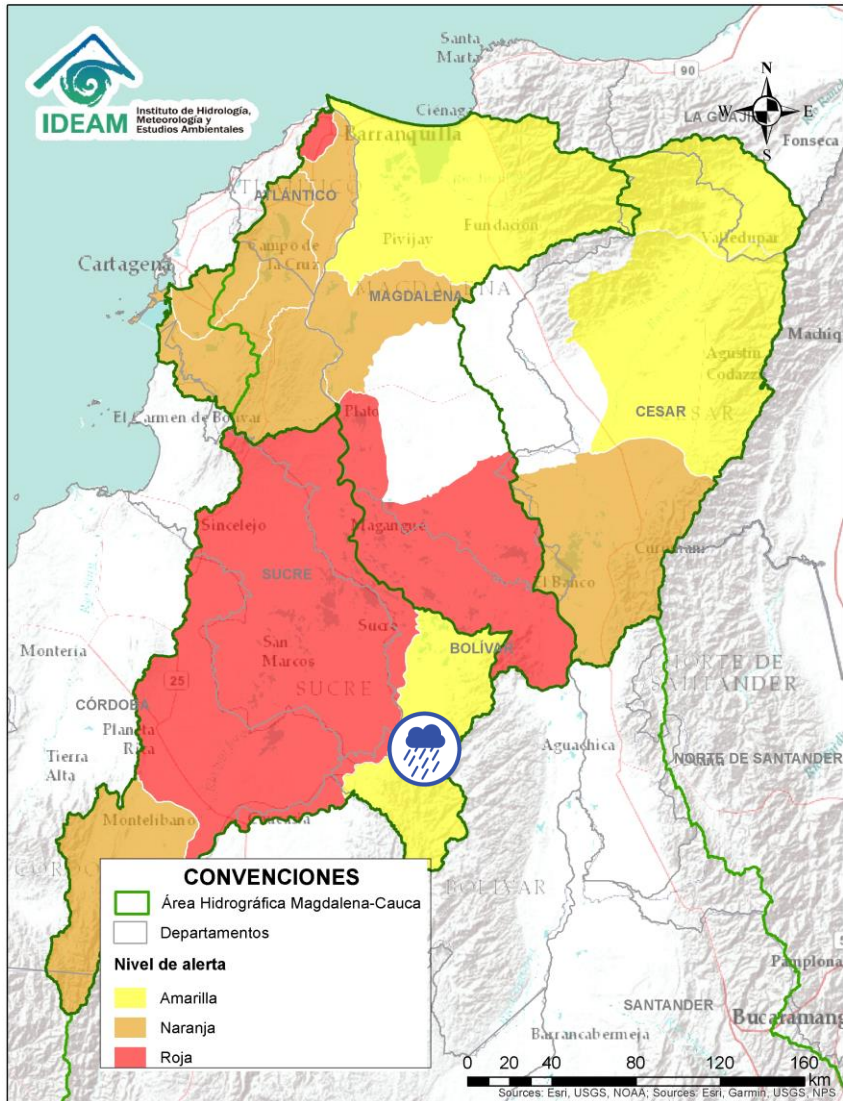 IDEAM
Instituto de Hidrología,
Meteorología y
Estudios Ambientales
Santa
Marta
90
N
W
E
S
Ciénaga
LA GUAJIRA
Fonseca
Barranquilla
ATLÁNTICO
Pivijay
Fundación
Valledupar
Cartagena
Campo de
la Cruz
MAGDALENA
Agustín
Codazzi
El Carmen de Bolívar
Plato
CESAR
Sincelejo
Magangué
SUCRE
El Banco
San
Marcos
Sucre
BOLÍVAR
SUCRE
Montería
25
CÓRDOBA
Planeta
Rica
Tierra
Alta
Aguachica
NORTE DE
SANTANDER
NORTE DE SANTANDER
Montelíbano
BOLÍVAR
CONVENCIONES
Área Hidrográfica Magdalena-Cauca
Departamentos
Nivel de alerta
Amarilla
Naranja
Roja
Pamplona
SANTANDER
Bucaramang
Barrancabermeja
0 20 40 80 120 160
km
Sources: Esri, USGS, NOAA; Sources: Esri, Garmin, USGS, NPS